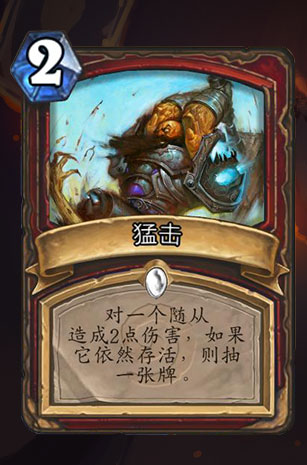 2
猛击
对一个随从
造成2点伤害，如果
它依然存活，则抽
一张牌。